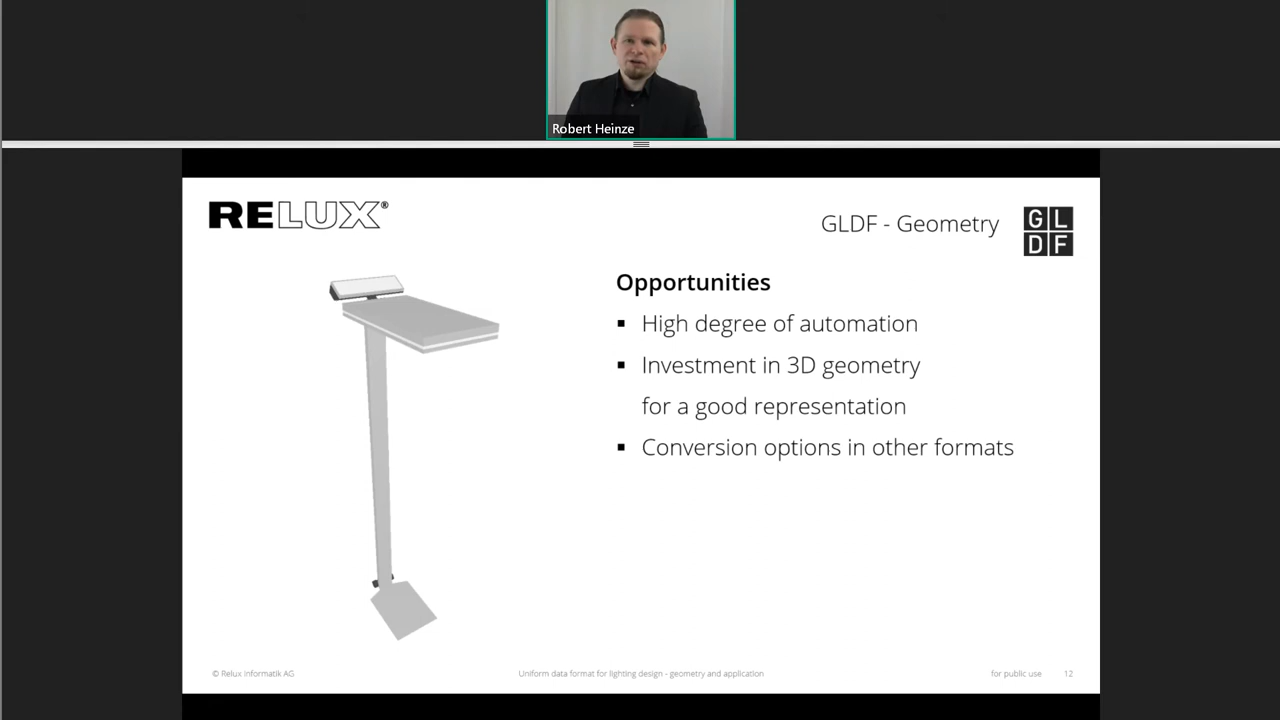 Robert Heinze
RELUX®
GLDF - Geometry
GL
DF
Opportunities
▪ High degree of automation
▪ Investment in 3D geometry
for a good representation
▪ Conversion options in other formats
© Relux Informatik AG
Uniform data format for lighting design - geometry and application
for public use
12